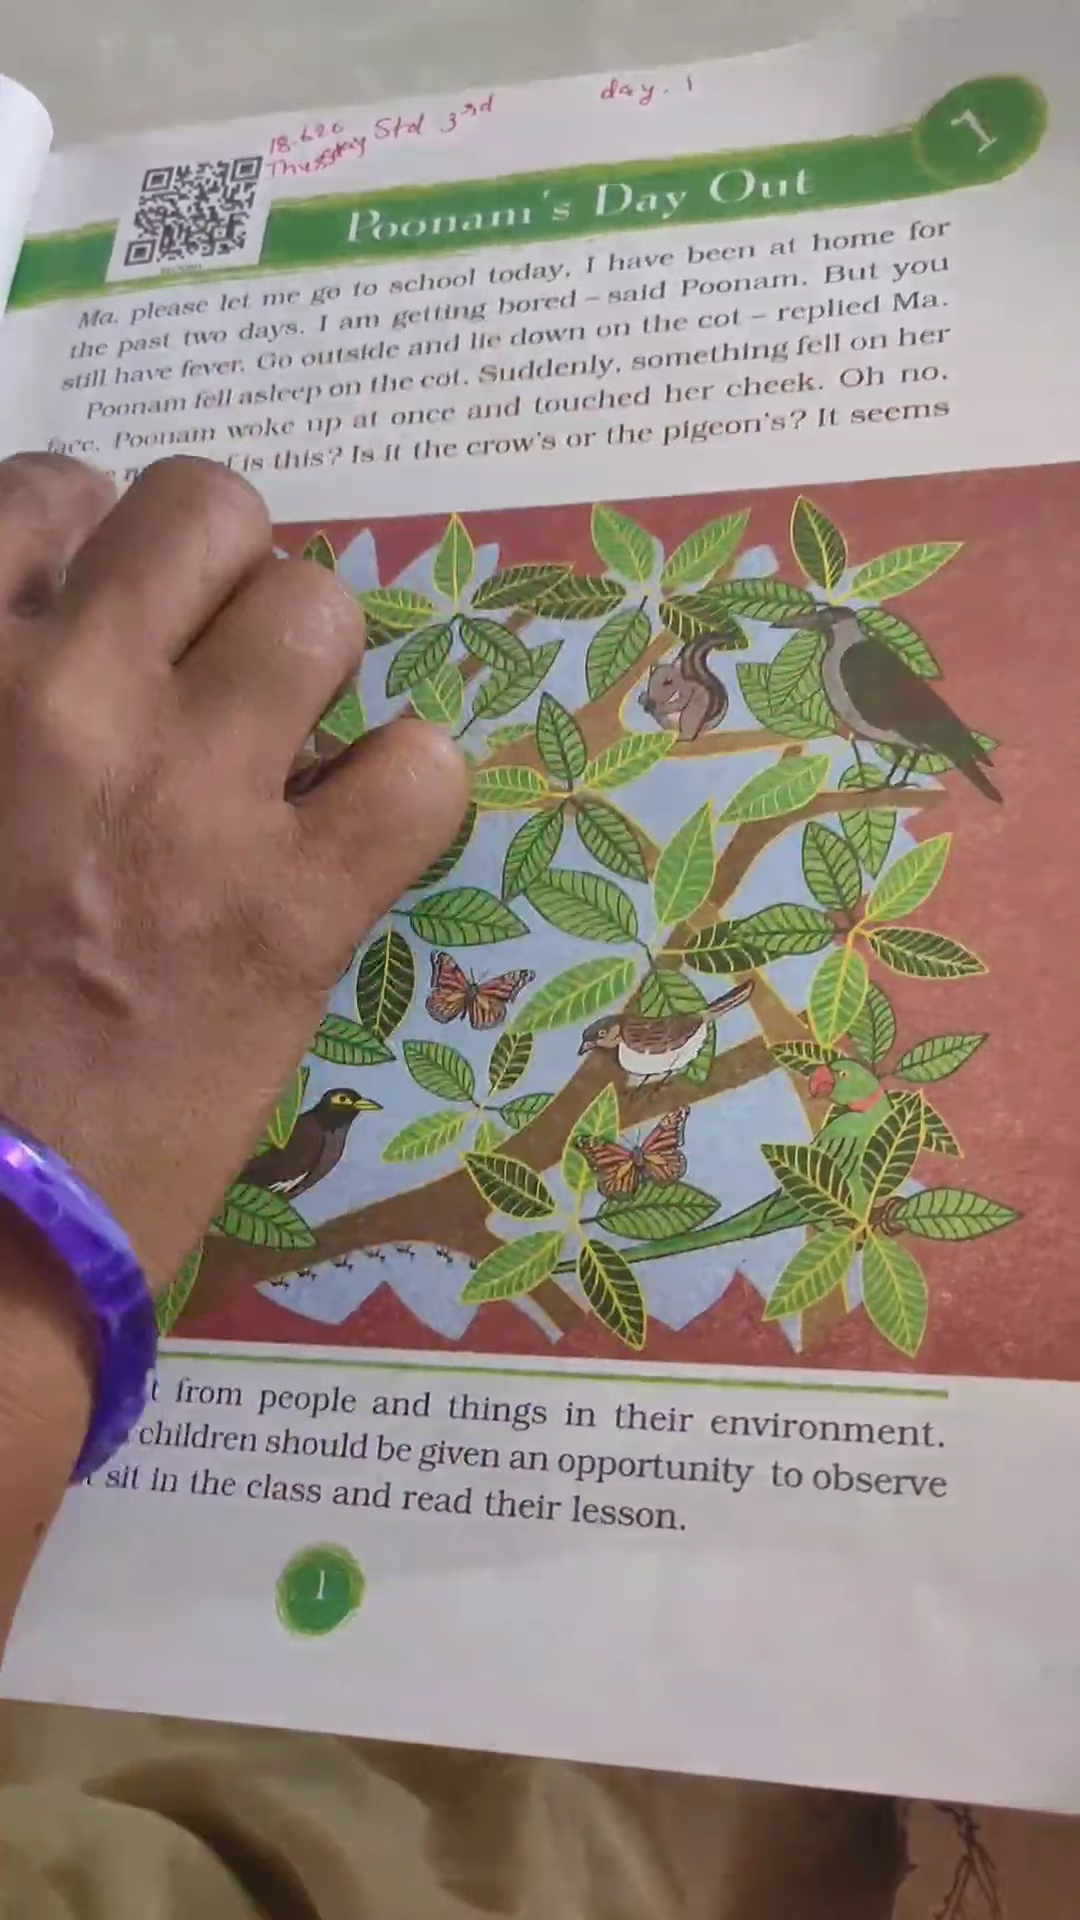 day. 1
Std 3rd
1
Poonam's Day Out
Ma, please let me go to school today, I have been at home for
the past two days. I am getting bored – said Poonam. But you
still have fever. Go outside and lie down on the cot – replied Ma.
Poonam fell asleep on the cot. Suddenly, something fell on her
face. Poonam woke up at once and touched her cheek. Oh no.
is this? Is it the crow's or the pigeon's? It seems
from people and things in their environment.
children should be given an opportunity to observe
sit in the class and read their lesson.
1